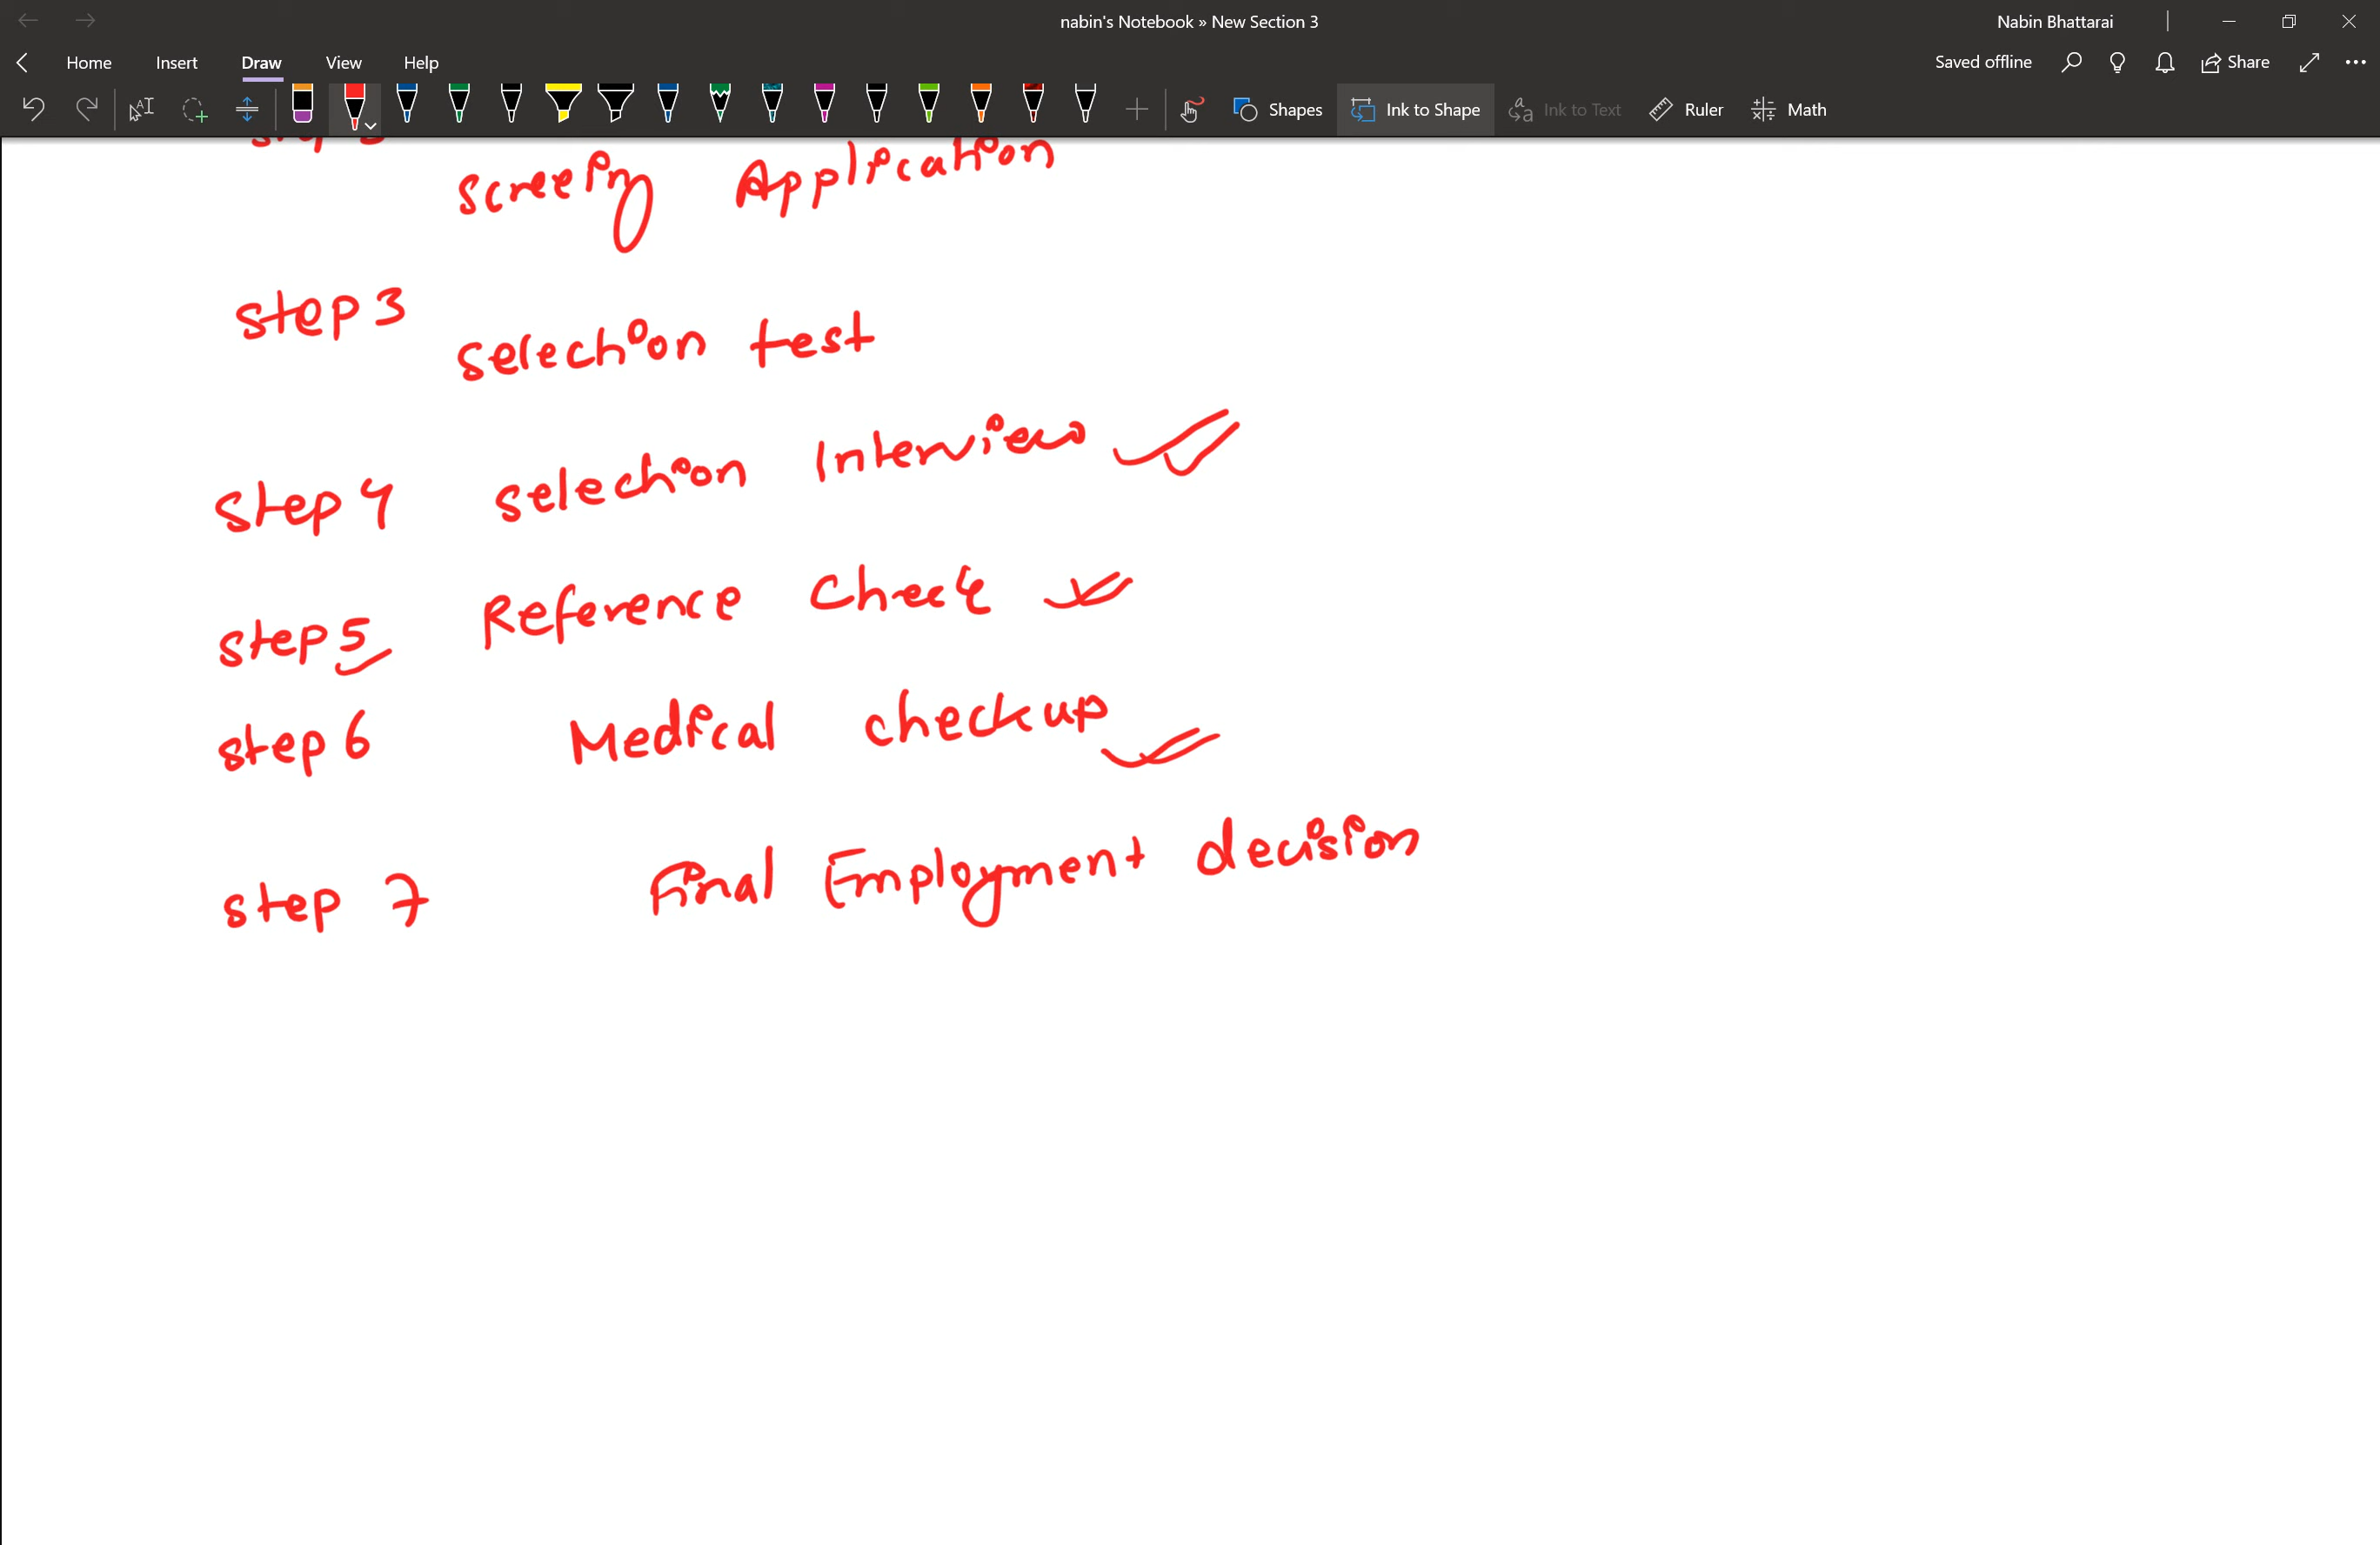 nabin's Notebook » New Section 3
Nabin Bhattarai
Home Insert Draw View Help
Saved offline
Share
Shapes
Ink to Shape
Ink to Text
Ruler
Math
Screeing Application
step 3
selection test
step 4 selection Interview
step 5 Reference Check
step 6 Medical checkup
step 7 Final Employment decision